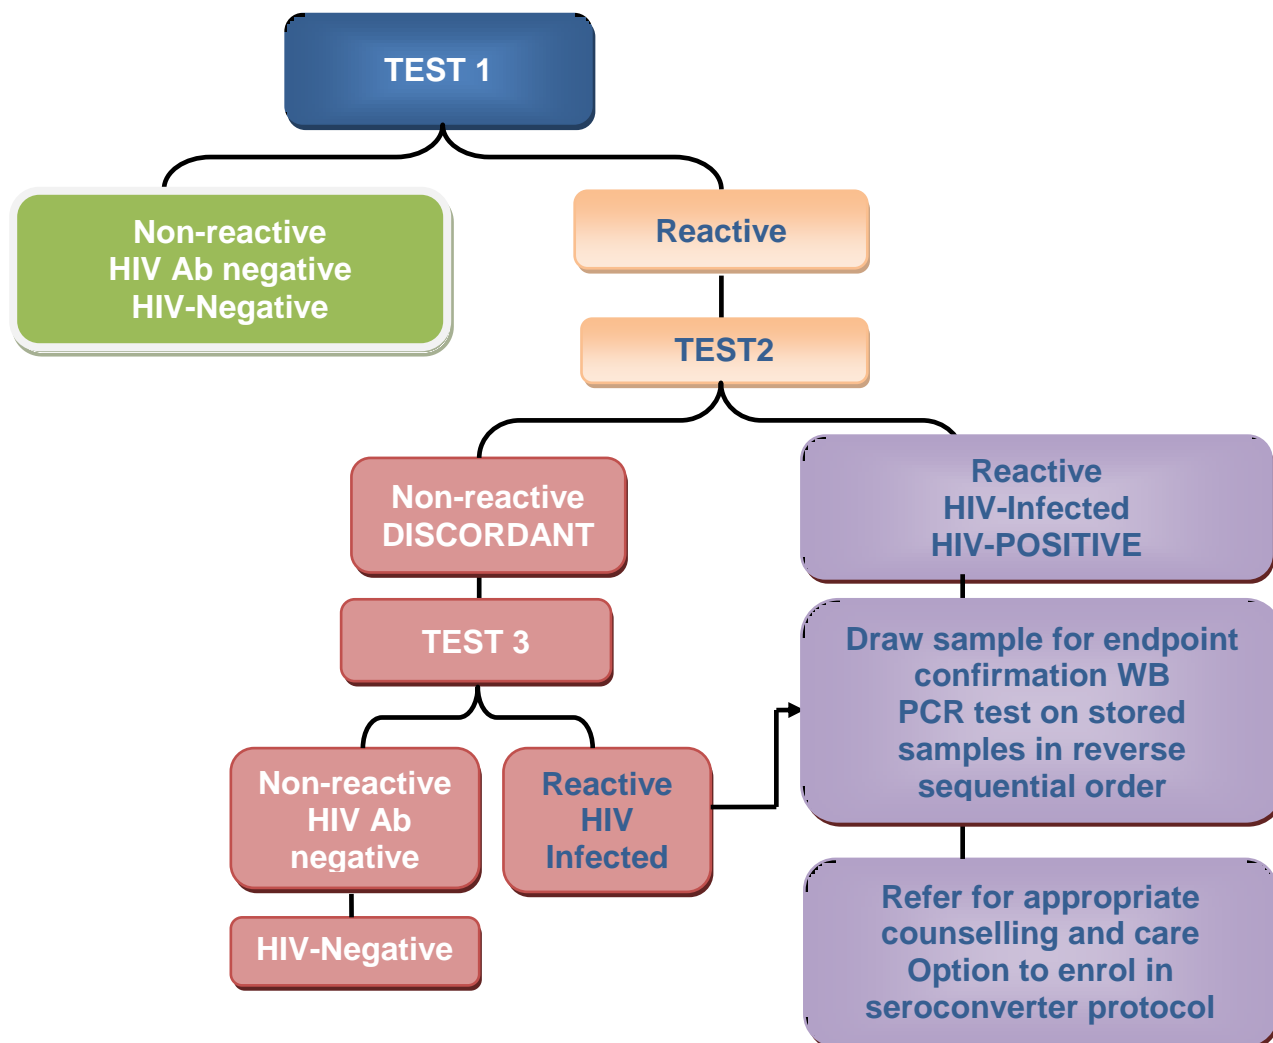 TEST 1
Non-reactive
HIV Ab negative
HIV-Negative
Reactive
TEST2
Non-reactive
DISCORDANT
Reactive
HIV-Infected
HIV-POSITIVE
TEST 3
Draw sample for endpoint
confirmation WB
PCR test on stored
samples in reverse
sequential order
Non-reactive
HIV Ab
negative
Reactive
HIV
Infected
HIV-Negative
Refer for appropriate
counselling and care
Option to enrol in
seroconverter protocol